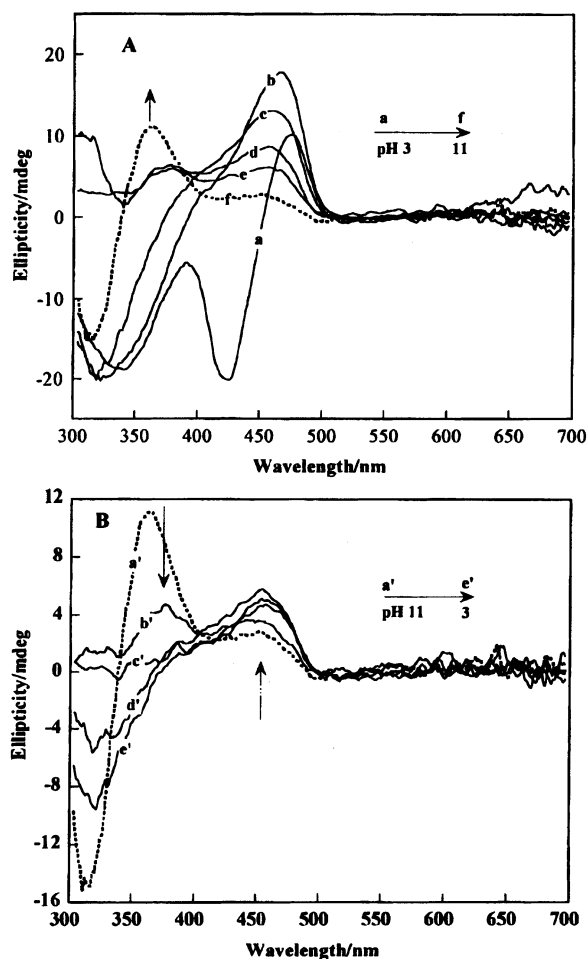 A
20
10
0
-10
-20
Ellipticity/mdeg
b
c
d
e
f
a
a f
pH 3 11
300 350 400 450 500 550 600 650 700
Wavelength/nm
B
12
8
4
0
-4
-8
-12
-16
Ellipticity/mdeg
a'
b'
c'
d'
e'
a' e'
pH 11 3
300 350 400 450 500 550 600 650 700
Wavelength/nm